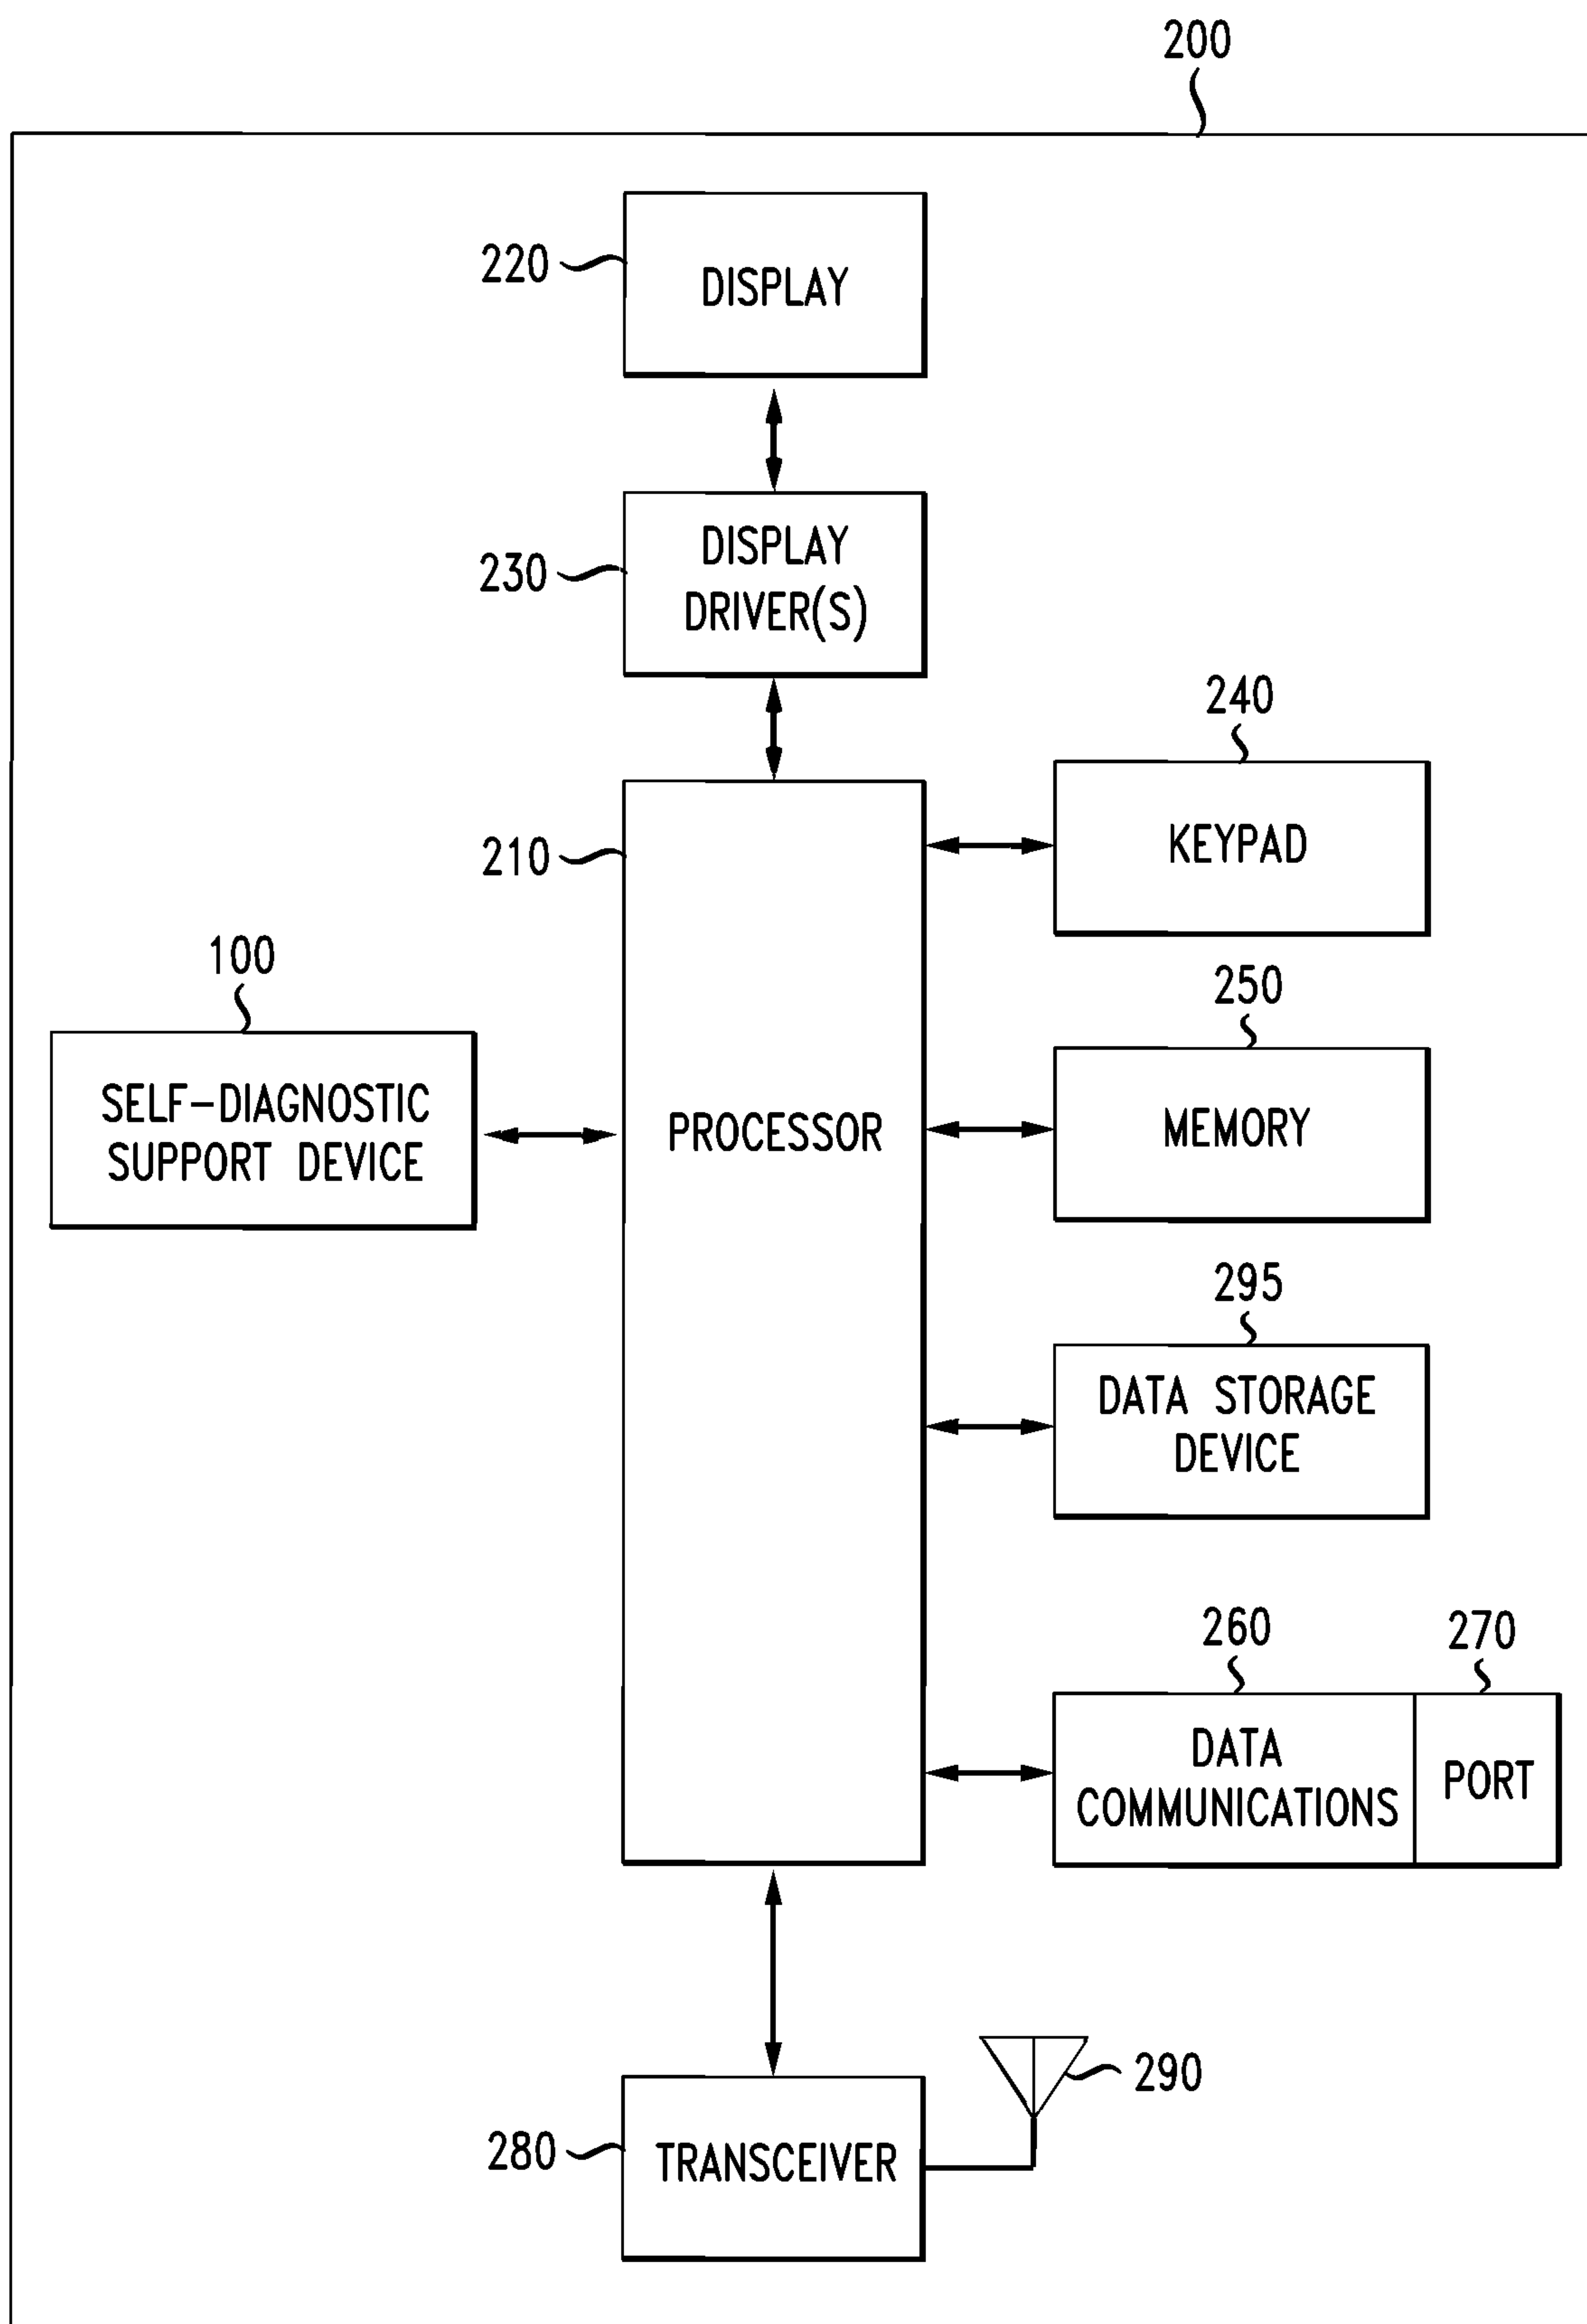 200
220
DISPLAY
230
DISPLAY
DRIVER(S)
240
KEYPAD
210
PROCESSOR
100
SELF-DIAGNOSTIC
SUPPORT DEVICE
250
MEMORY
295
DATA STORAGE
DEVICE
260
DATA
COMMUNICATIONS
270
PORT
290
280
TRANSCEIVER